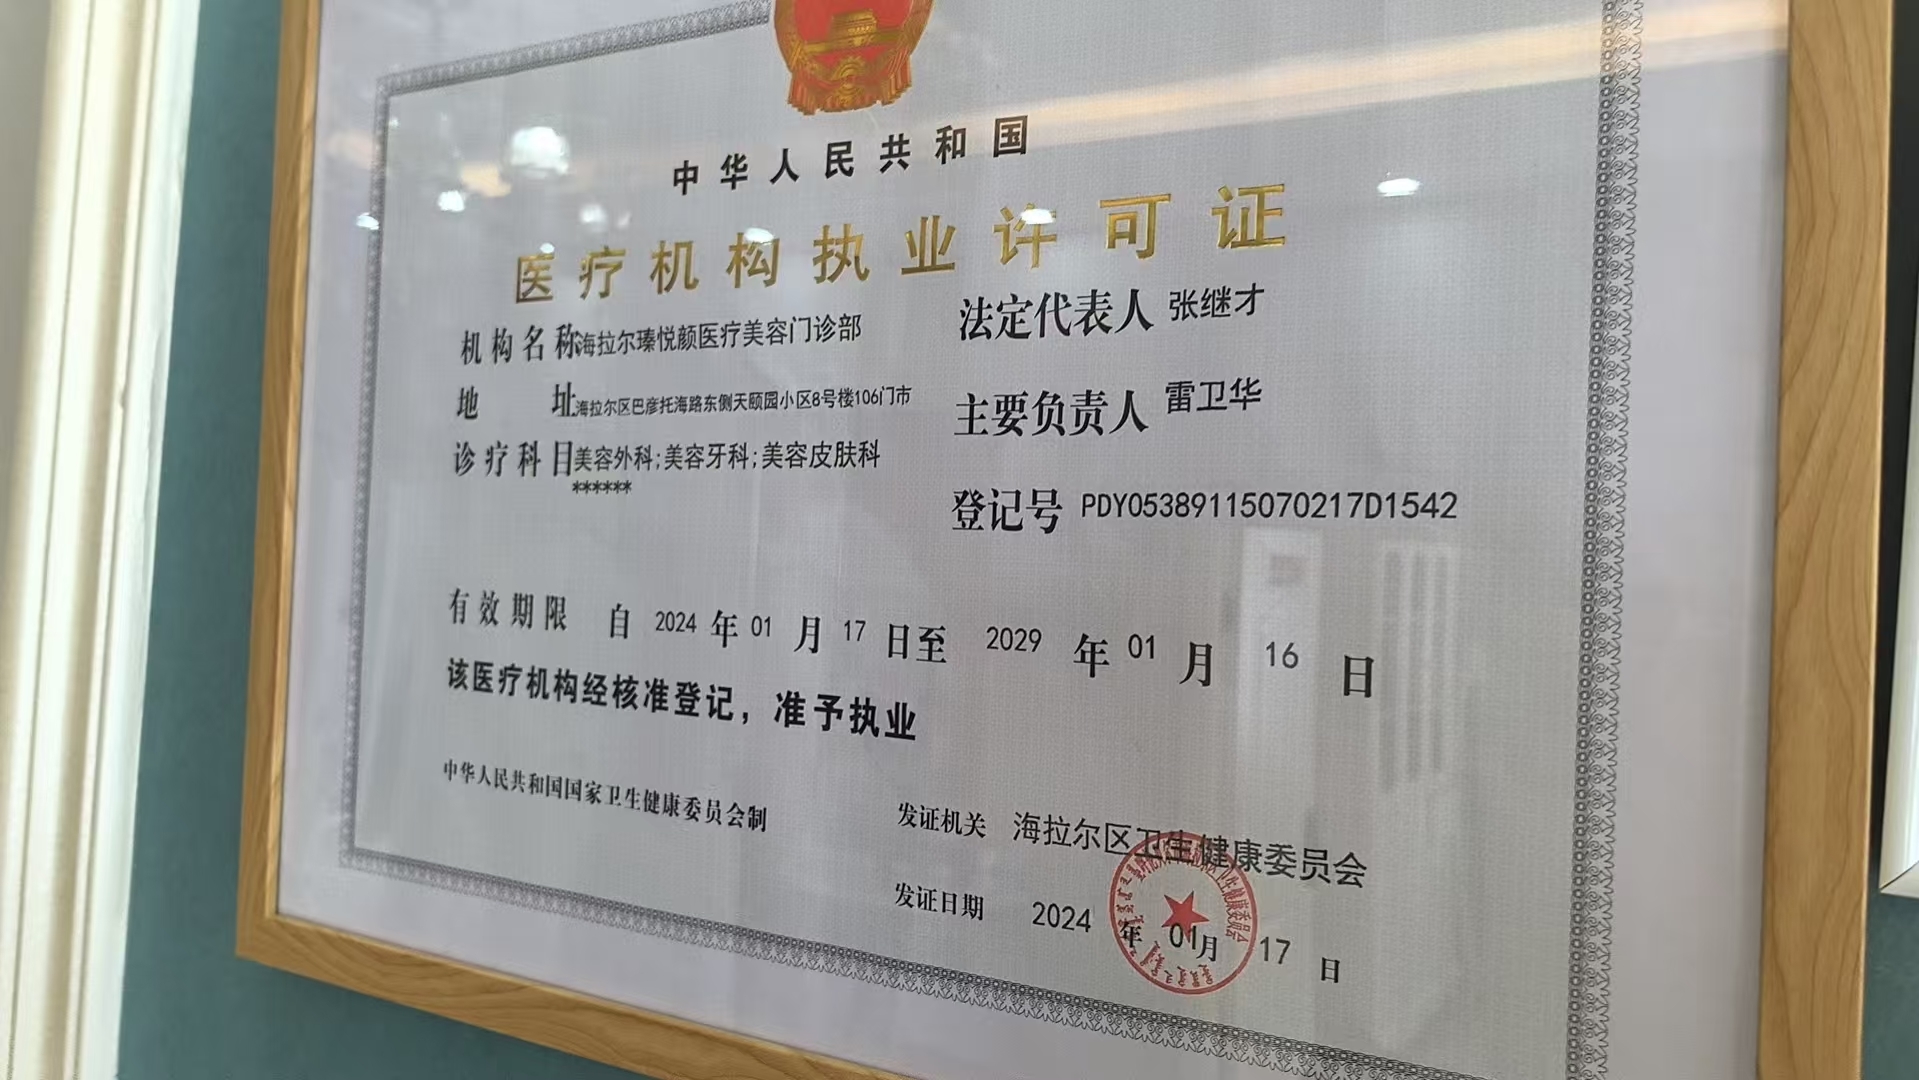 中华人民共和国
医疗机构执业许可证
机构名称 海拉尔瑧悦颜医疗美容门诊部
地址 海拉尔区巴彦托海路东侧天颐园小区8号楼106门市
诊疗科目 美容外科;美容牙科;美容皮肤科
******
法定代表人 张继才
主要负责人 雷卫华
登记号 PDY05389115070217D1542
有效期限 自 2024 年 01 月 17 日至 2029 年 01 月 16 日
该医疗机构经核准登记，准予执业
中华人民共和国国家卫生健康委员会制
发证机关 海拉尔区卫生健康委员会
发证日期 2024 年 01 月 17 日